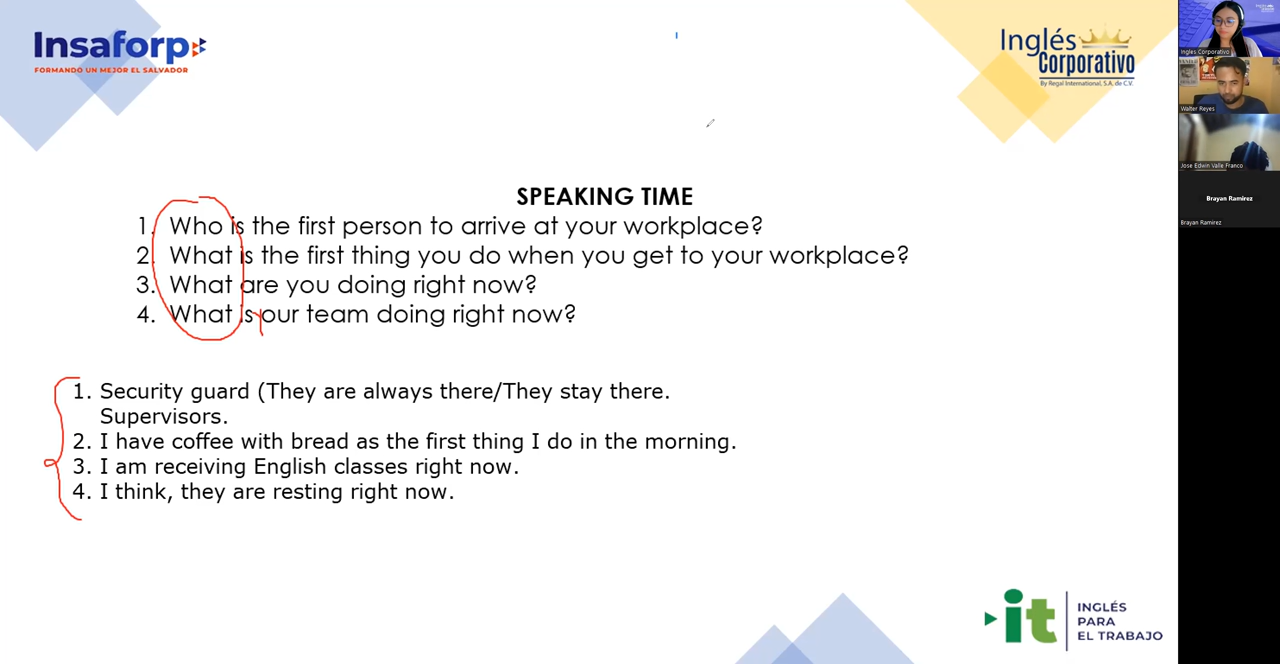 Insaforp
FORMANDO UN MEJOR EL SALVADOR
Inglés
Corporativo
By Regal International, S.A. de C.V.
SPEAKING TIME
1. Who is the first person to arrive at your workplace?
2. What is the first thing you do when you get to your workplace?
3. What are you doing right now?
4. What is your team doing right now?
1. Security guard (They are always there/They stay there.
Supervisors.
2. I have coffee with bread as the first thing I do in the morning.
3. I am receiving English classes right now.
4. I think, they are resting right now.
it
INGLÉS
PARA
EL TRABAJO
Inglés Corporativo
Walter Reyes
Jose Edwin Valle Franco
Brayan Ramirez
Brayan Ramirez